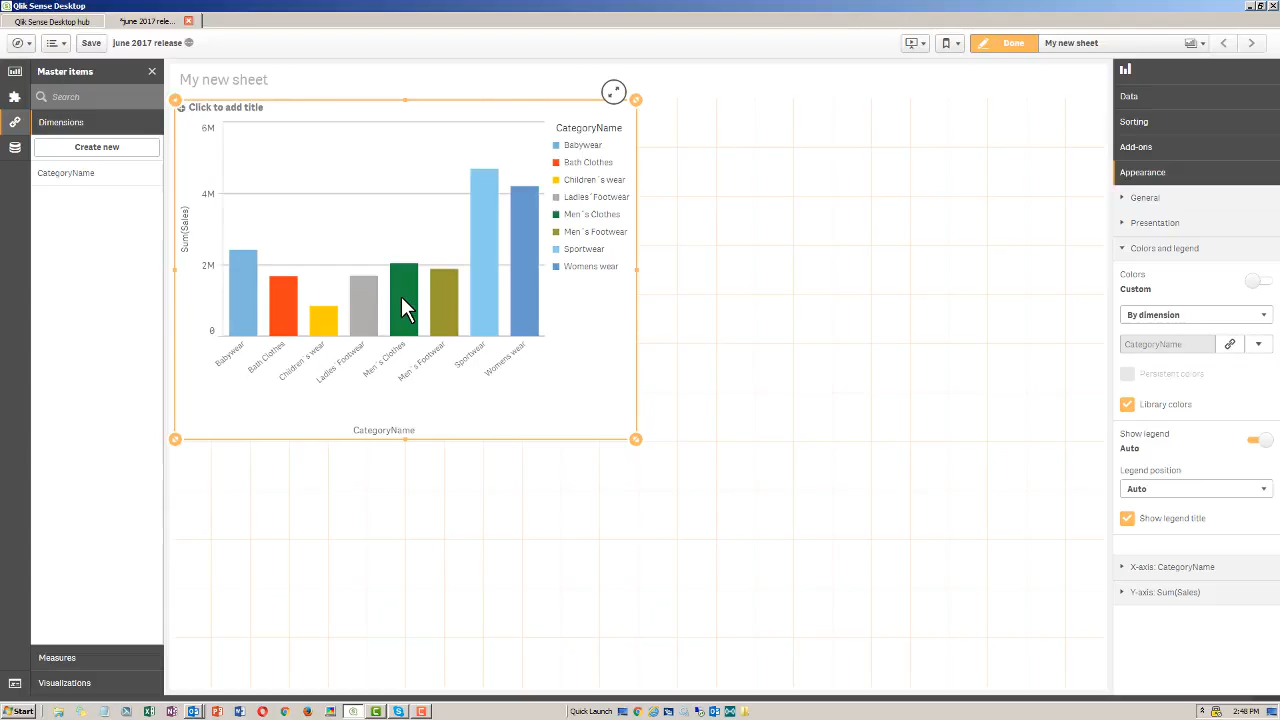 Qlik Sense Desktop
Qlik Sense Desktop hub
*june 2017 rele...
Save
june 2017 release
Done
My new sheet
Master items
Search
Dimensions
Create new
CategoryName
Measures
Visualizations
My new sheet
Click to add title
6M
4M
2M
0
Sum(Sales)
Babywear
Bath Clothes
Children´s wear
Ladies´Footwear
Men´s Clothes
Men´s Footwear
Sportwear
Womens wear
CategoryName
CategoryName
Babywear
Bath Clothes
Children´s wear
Ladies´Footwear
Men´s Clothes
Men´s Footwear
Sportwear
Womens wear
Data
Sorting
Add-ons
Appearance
General
Presentation
Colors and legend
Colors
Custom
By dimension
CategoryName
Persistent colors
Library colors
Show legend
Auto
Legend position
Auto
Show legend title
X-axis: CategoryName
Y-axis: Sum(Sales)
Start
Quick Launch
2:48 PM